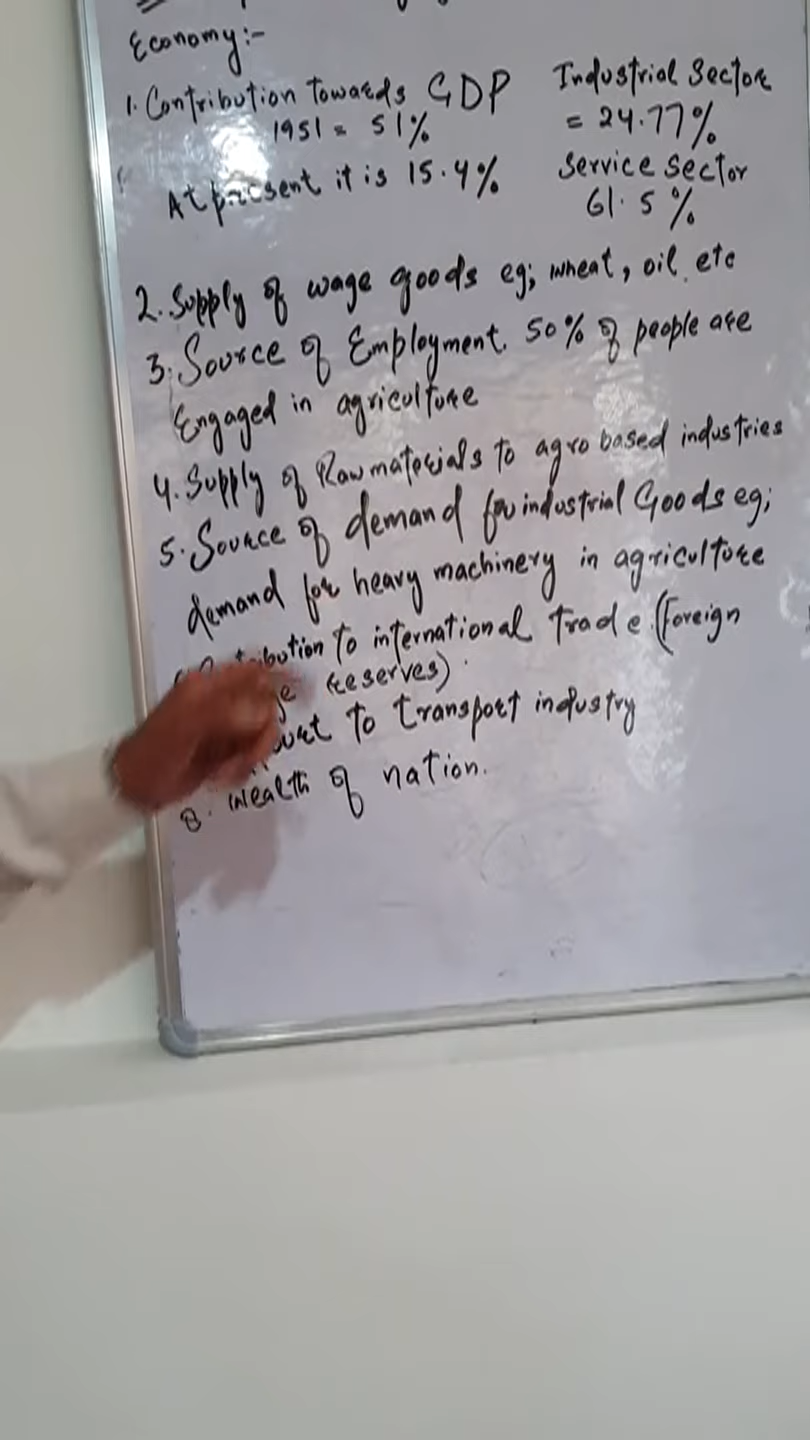 Economy:-
1. Contribution Towards GDP
1951 = 51%
At present it is 15.4%
Industrial Sector
= 24.77%
Service sector
61.5%
2. Supply of wage goods eg; wheat, oil etc
3. Source of Employment. 50% of people are
Engaged in agriculture
4. Supply of Raw materials to agro based industries
5. Source of demand for industrial Goods eg;
demand for heavy machinery in agriculture
to international trade (Foreign
reserves).
to transport industry
8. Wealth of nation.